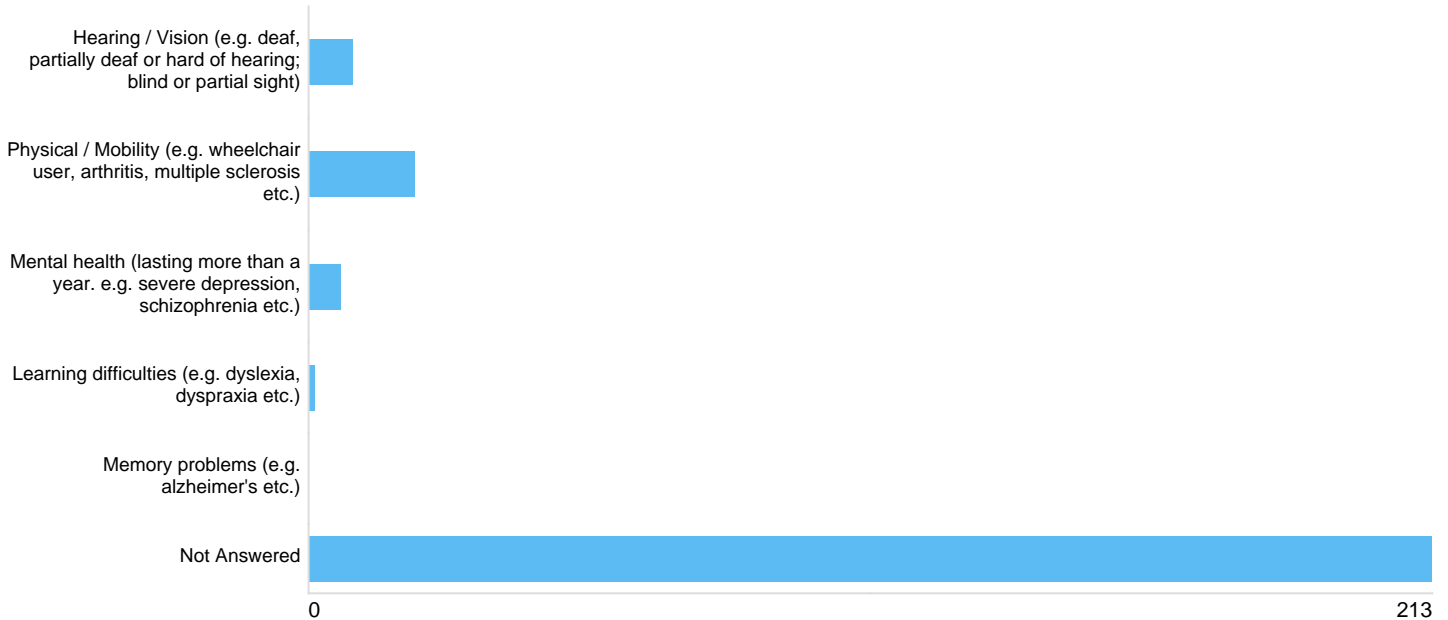 Hearing / Vision (e.g. deaf,
partially deaf or hard of hearing;
blind or partial sight)
Physical / Mobility (e.g. wheelchair
user, arthritis, multiple sclerosis
etc.)
Mental health (lasting more than a
year. e.g. severe depression,
schizophrenia etc.)
Learning difficulties (e.g. dyslexia,
dyspraxia etc.)
Memory problems (e.g.
alzheimer's etc.)
Not Answered
0
213